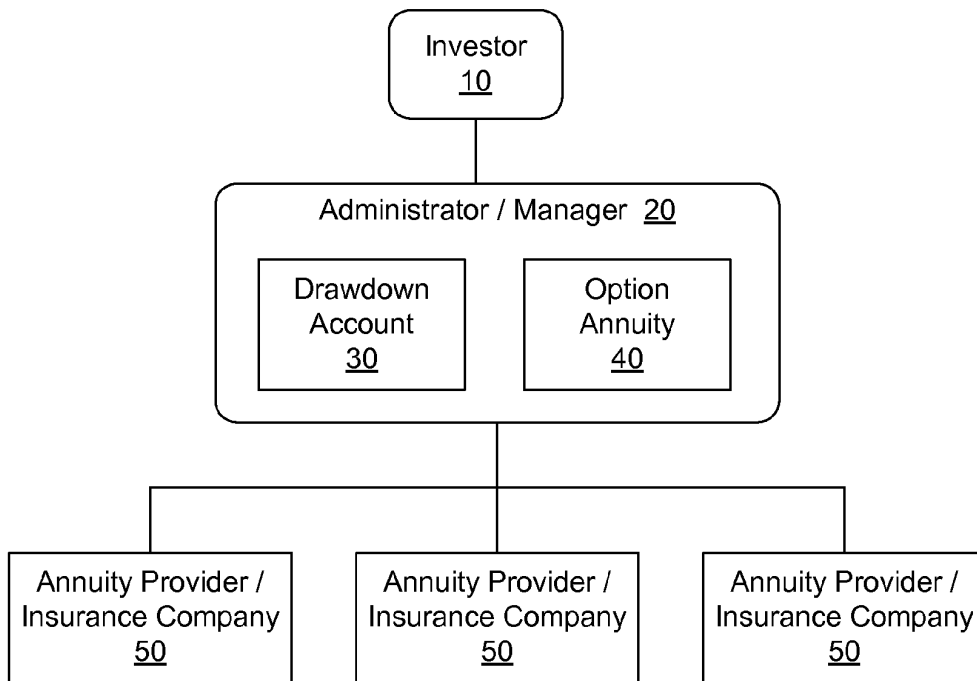 Investor
10
Administrator / Manager 20
Drawdown
Account
30
Option
Annuity
40
Annuity Provider /
Insurance Company
50
Annuity Provider /
Insurance Company
50
Annuity Provider /
Insurance Company
50